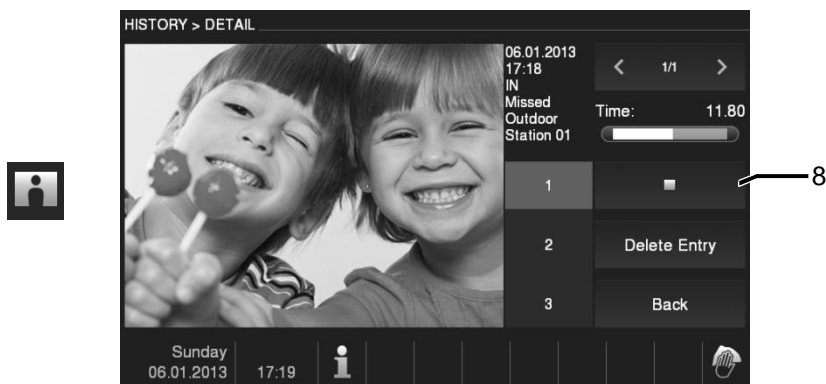 HISTORY > DETAIL
06.01.2013
17:18
IN
Missed
Outdoor
Station 01
< 1/1 >
Time: 11.80
1
8
2 Delete Entry
3 Back
Sunday
06.01.2013 17:19